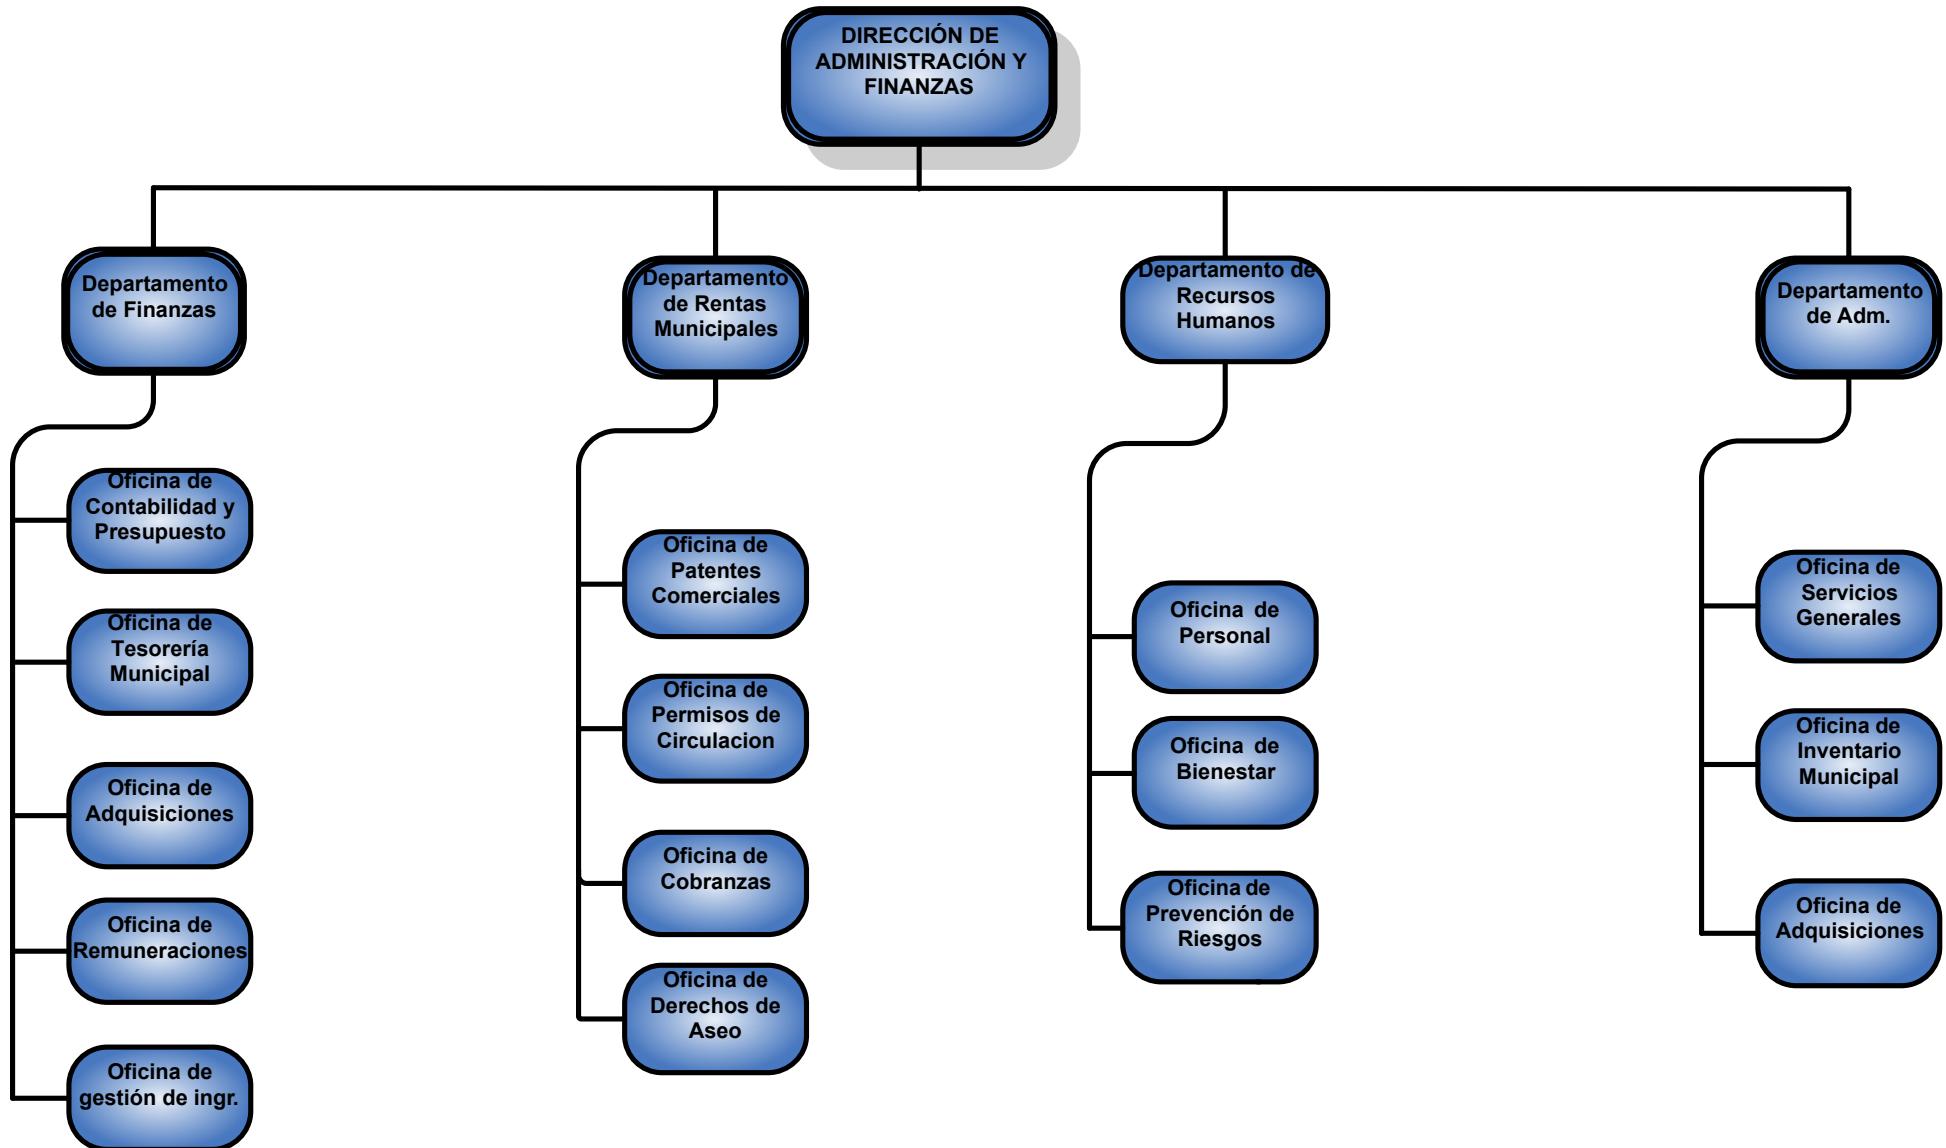 DIRECCIÓN DE
ADMINISTRACIÓN Y
FINANZAS
Departamento
de Finanzas
Departamento
de Rentas
Municipales
Departamento de
Recursos
Humanos
Departamento
de Adm.
Oficina de
Contabilidad y
Presupuesto
Oficina de
Tesorería
Municipal
Oficina de
Adquisiciones
Oficina de
Remuneraciones
Oficina de
gestión de ingr.
Oficina de
Patentes
Comerciales
Oficina de
Permisos de
Circulacion
Oficina de
Cobranzas
Oficina de
Derechos de
Aseo
Oficina de
Personal
Oficina de
Bienestar
Oficina de
Prevención de
Riesgos
Oficina de
Servicios
Generales
Oficina de
Inventario
Municipal
Oficina de
Adquisiciones